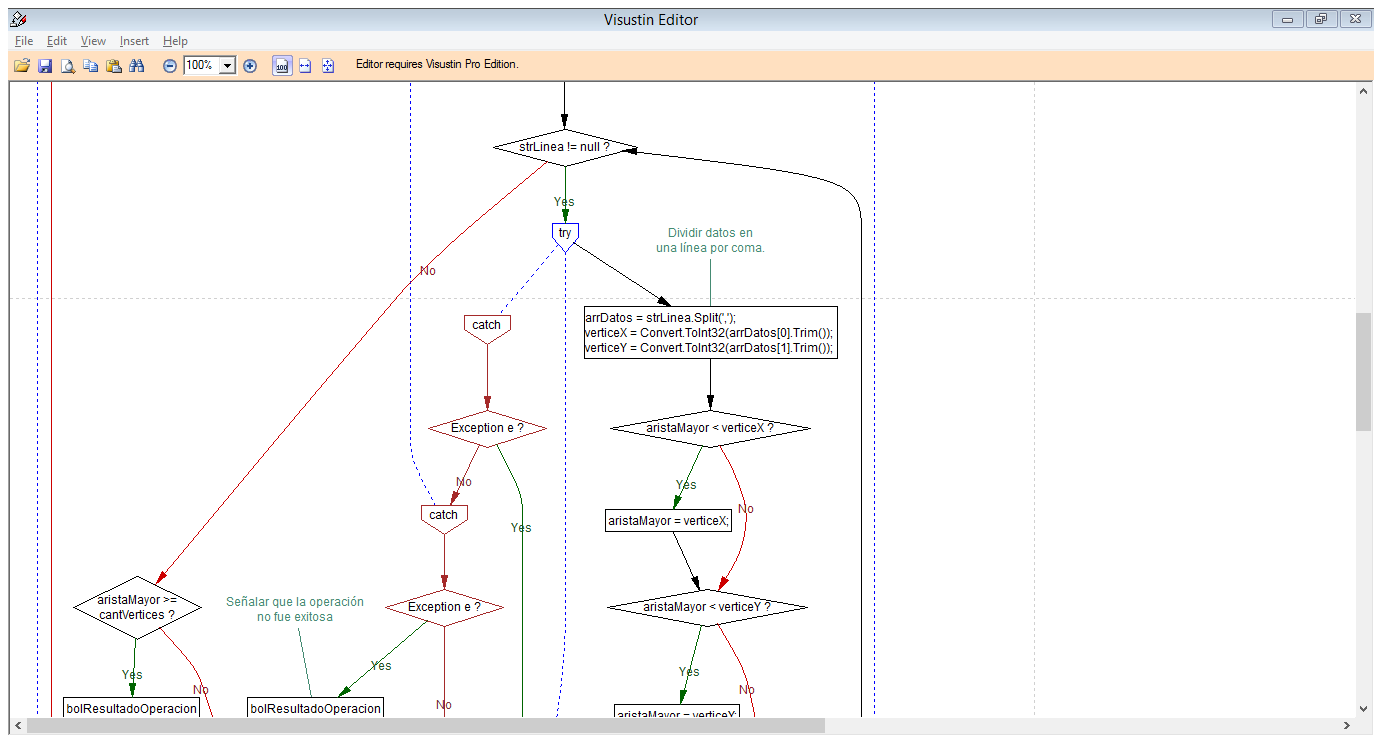 Visustin Editor
File Edit View Insert Help
100%
100
Editor requires Visustin Pro Edition.
strLinea != null ?
Yes
try
Dividir datos en
una línea por coma.
No
catch
arrDatos = strLinea.Split(',');
verticeX = Convert.ToInt32(arrDatos[0].Trim());
verticeY = Convert.ToInt32(arrDatos[1].Trim());
Exception e ?
aristaMayor < verticeX ?
No
Yes
No
catch
Yes
aristaMayor = verticeX;
aristaMayor >=
cantVertices ?
Señalar que la operación
no fue exitosa
Exception e ?
aristaMayor < verticeY ?
Yes
Yes
Yes
No
No
No
bolResultadoOperacion
bolResultadoOperacion
aristaMayor = verticeY;